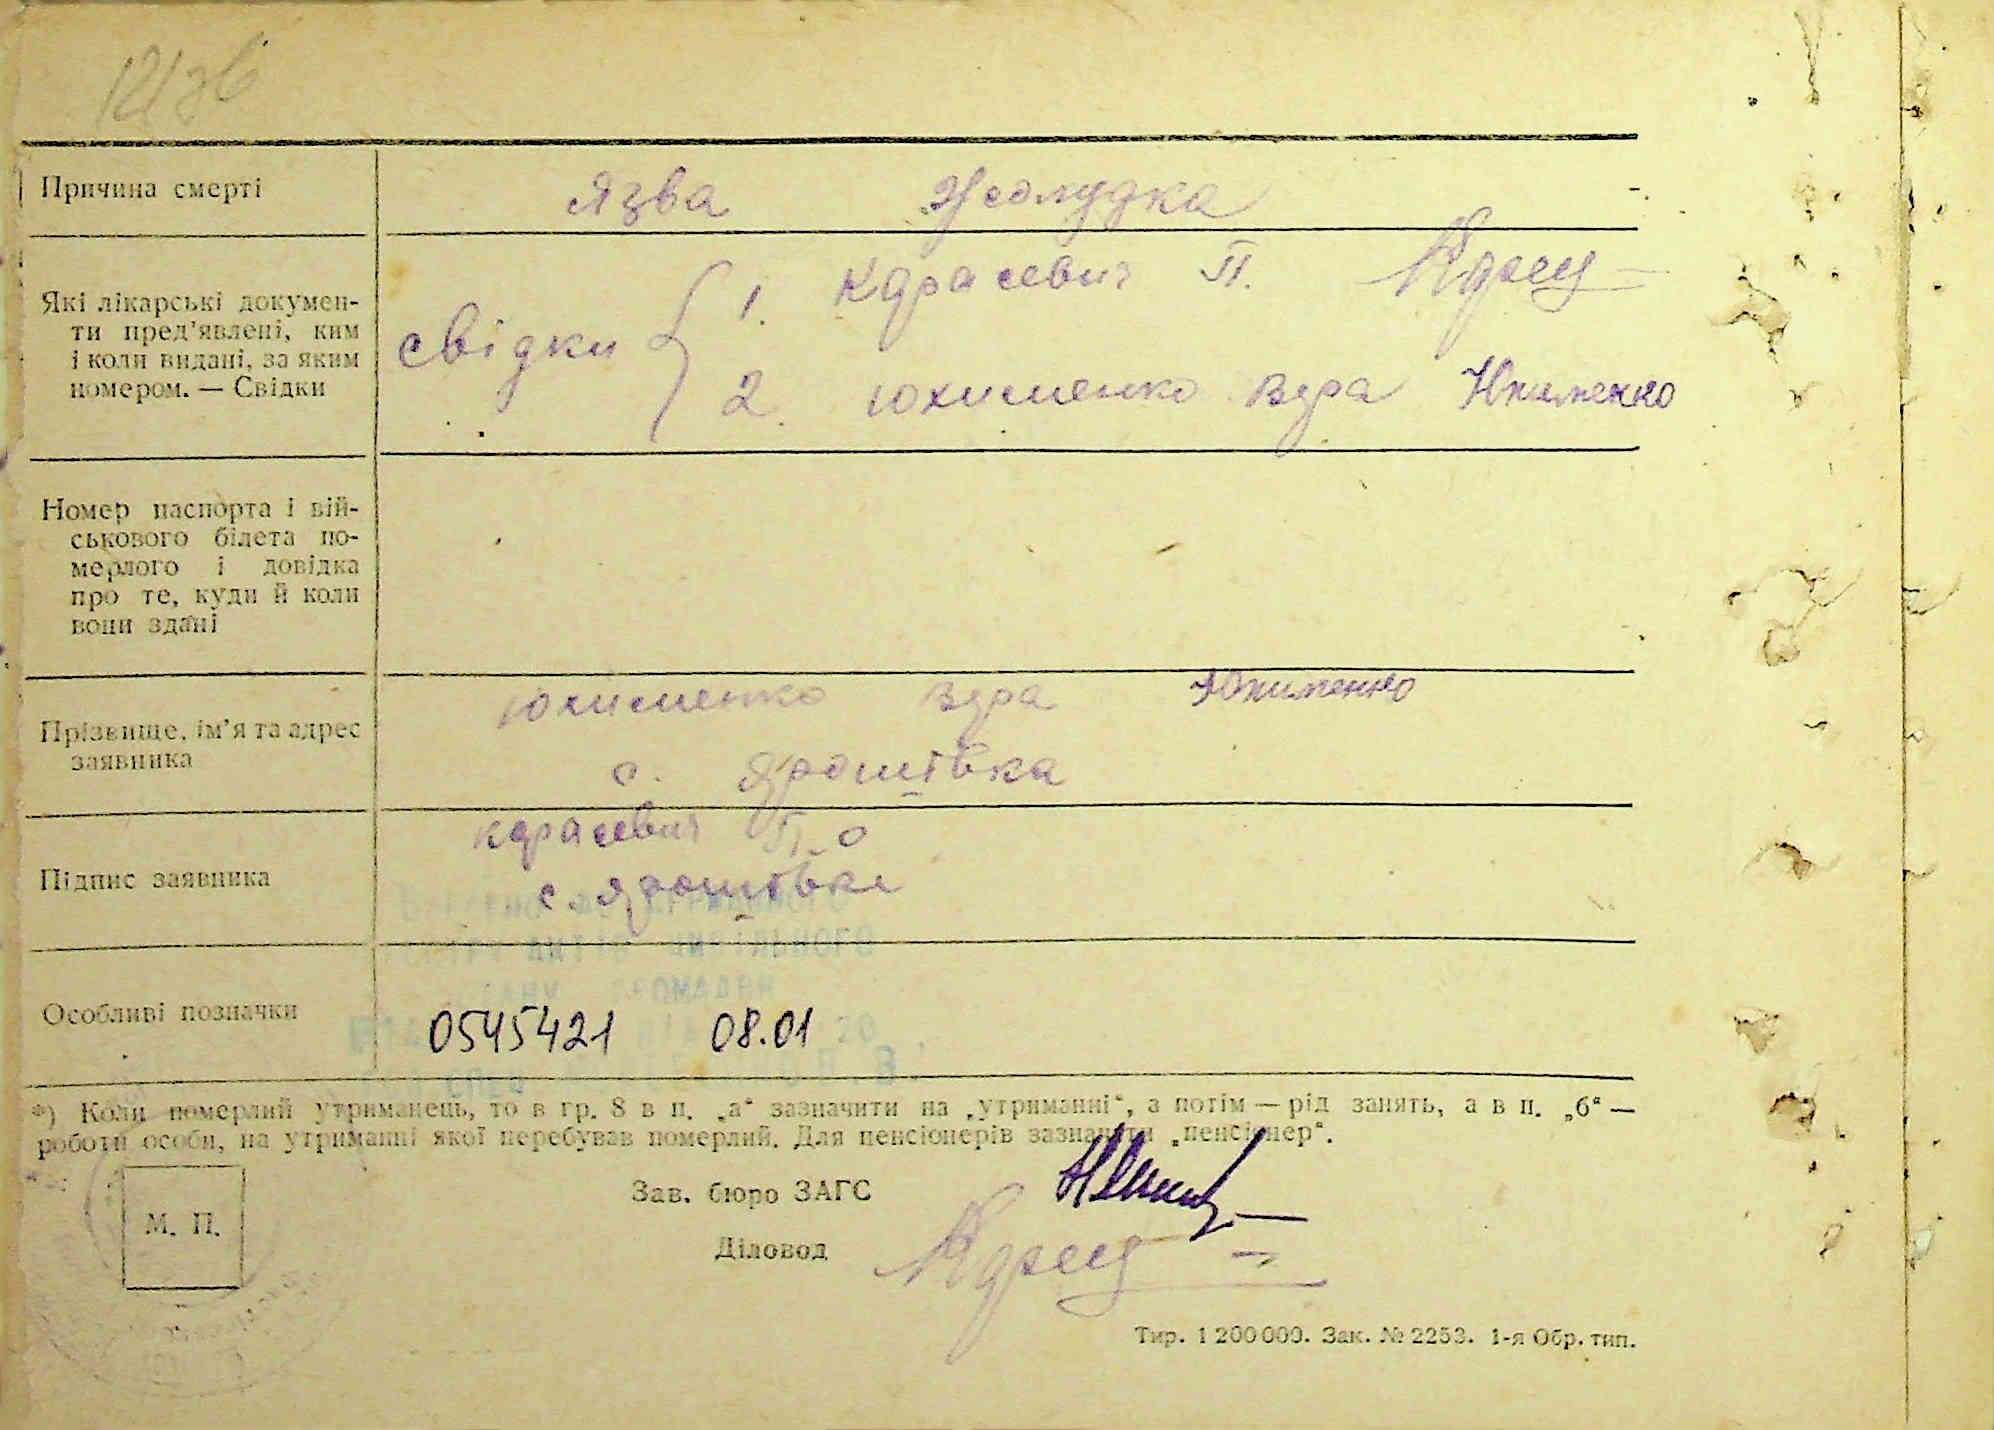 Причина смерті
Язва Жолудка
Які лікарські докумен-
ти пред’явлені, ким
і коли видані, за яким
номером. — Свідки
свідки
1. Карасевич П.
2. Юхименко Вера Юхименко
Номер паспорта і вій-
ськового білета по-
мерлого і довідка
про те, куди й коли
вони здані
Прізвище, ім’я та адрес
заявника
Юхименко Вера Юхименко
с. Ярошівка
Підпис заявника
Карасевич П. О
с. Ярошівка
Особливі позначки
0545421 08.01
*) Коли померлий утриманець, то в гр. 8 в п. „а“ зазначити на „утриманні“, а потім — рід занять, а в п. „б“ —
роботи особи, на утриманні якої перебував померлий. Для пенсіонерів зазначити „пенсіонер“.
М. П.
Зав. бюро ЗАГС
Діловод
Тир. 1 200 000. Зак. № 2253. 1-я Обр. тип.